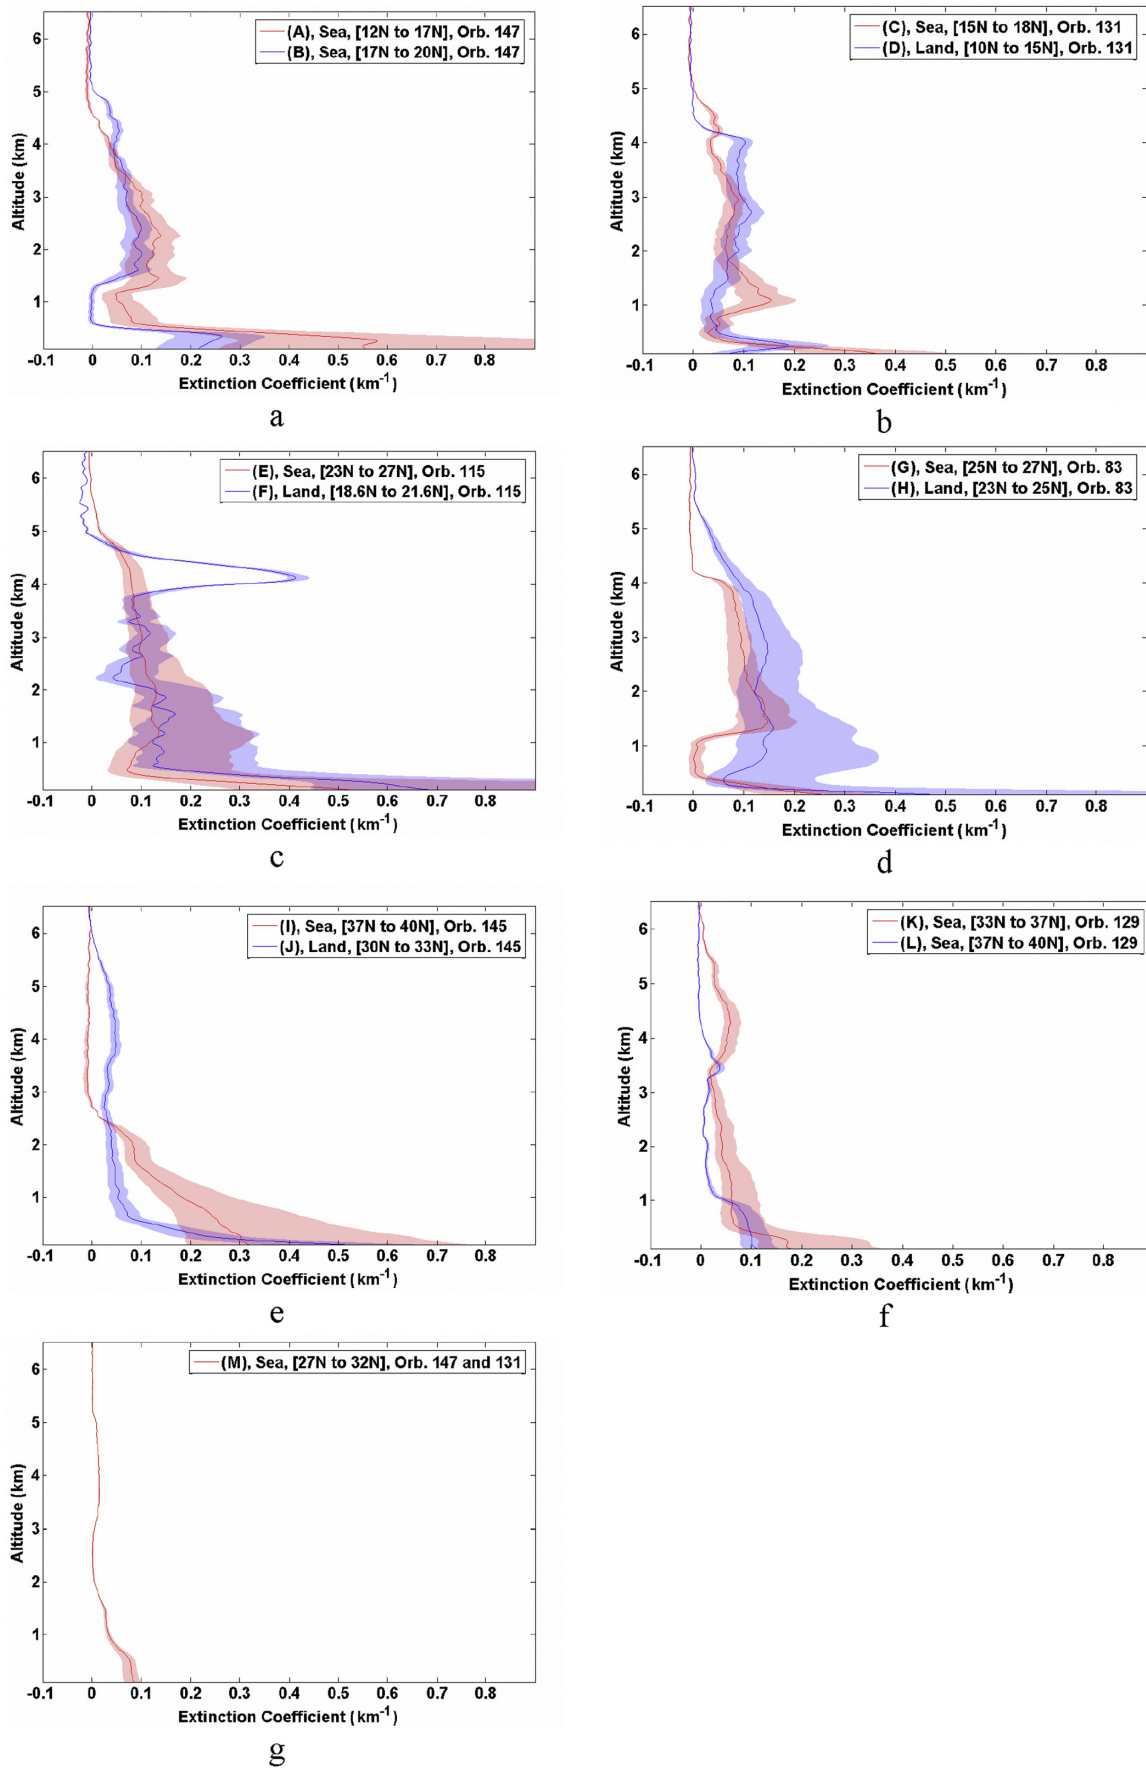 (A), Sea, [12N to 17N], Orb. 147
(B), Sea, [17N to 20N], Orb. 147
Altitude (km)
6
5
4
3
2
1
-0.1 0 0.1 0.2 0.3 0.4 0.5 0.6 0.7 0.8
Extinction Coefficient (km⁻¹)
a
(C), Sea, [15N to 18N], Orb. 131
(D), Land, [10N to 15N], Orb. 131
Altitude (km)
6
5
4
3
2
1
-0.1 0 0.1 0.2 0.3 0.4 0.5 0.6 0.7 0.8
Extinction Coefficient (km⁻¹)
b
(E), Sea, [23N to 27N], Orb. 115
(F), Land, [18.6N to 21.6N], Orb. 115
Altitude (km)
6
5
4
3
2
1
-0.1 0 0.1 0.2 0.3 0.4 0.5 0.6 0.7 0.8
Extinction Coefficient (km⁻¹)
c
(G), Sea, [25N to 27N], Orb. 83
(H), Land, [23N to 25N], Orb. 83
Altitude (km)
6
5
4
3
2
1
-0.1 0 0.1 0.2 0.3 0.4 0.5 0.6 0.7 0.8
Extinction Coefficient (km⁻¹)
d
(I), Sea, [37N to 40N], Orb. 145
(J), Land, [30N to 33N], Orb. 145
Altitude (km)
6
5
4
3
2
1
-0.1 0 0.1 0.2 0.3 0.4 0.5 0.6 0.7 0.8
Extinction Coefficient (km⁻¹)
e
(K), Sea, [33N to 37N], Orb. 129
(L), Sea, [37N to 40N], Orb. 129
Altitude (km)
6
5
4
3
2
1
-0.1 0 0.1 0.2 0.3 0.4 0.5 0.6 0.7 0.8
Extinction Coefficient (km⁻¹)
f
(M), Sea, [27N to 32N], Orb. 147 and 131
Altitude (km)
6
5
4
3
2
1
-0.1 0 0.1 0.2 0.3 0.4 0.5 0.6 0.7 0.8
Extinction Coefficient (km⁻¹)
g